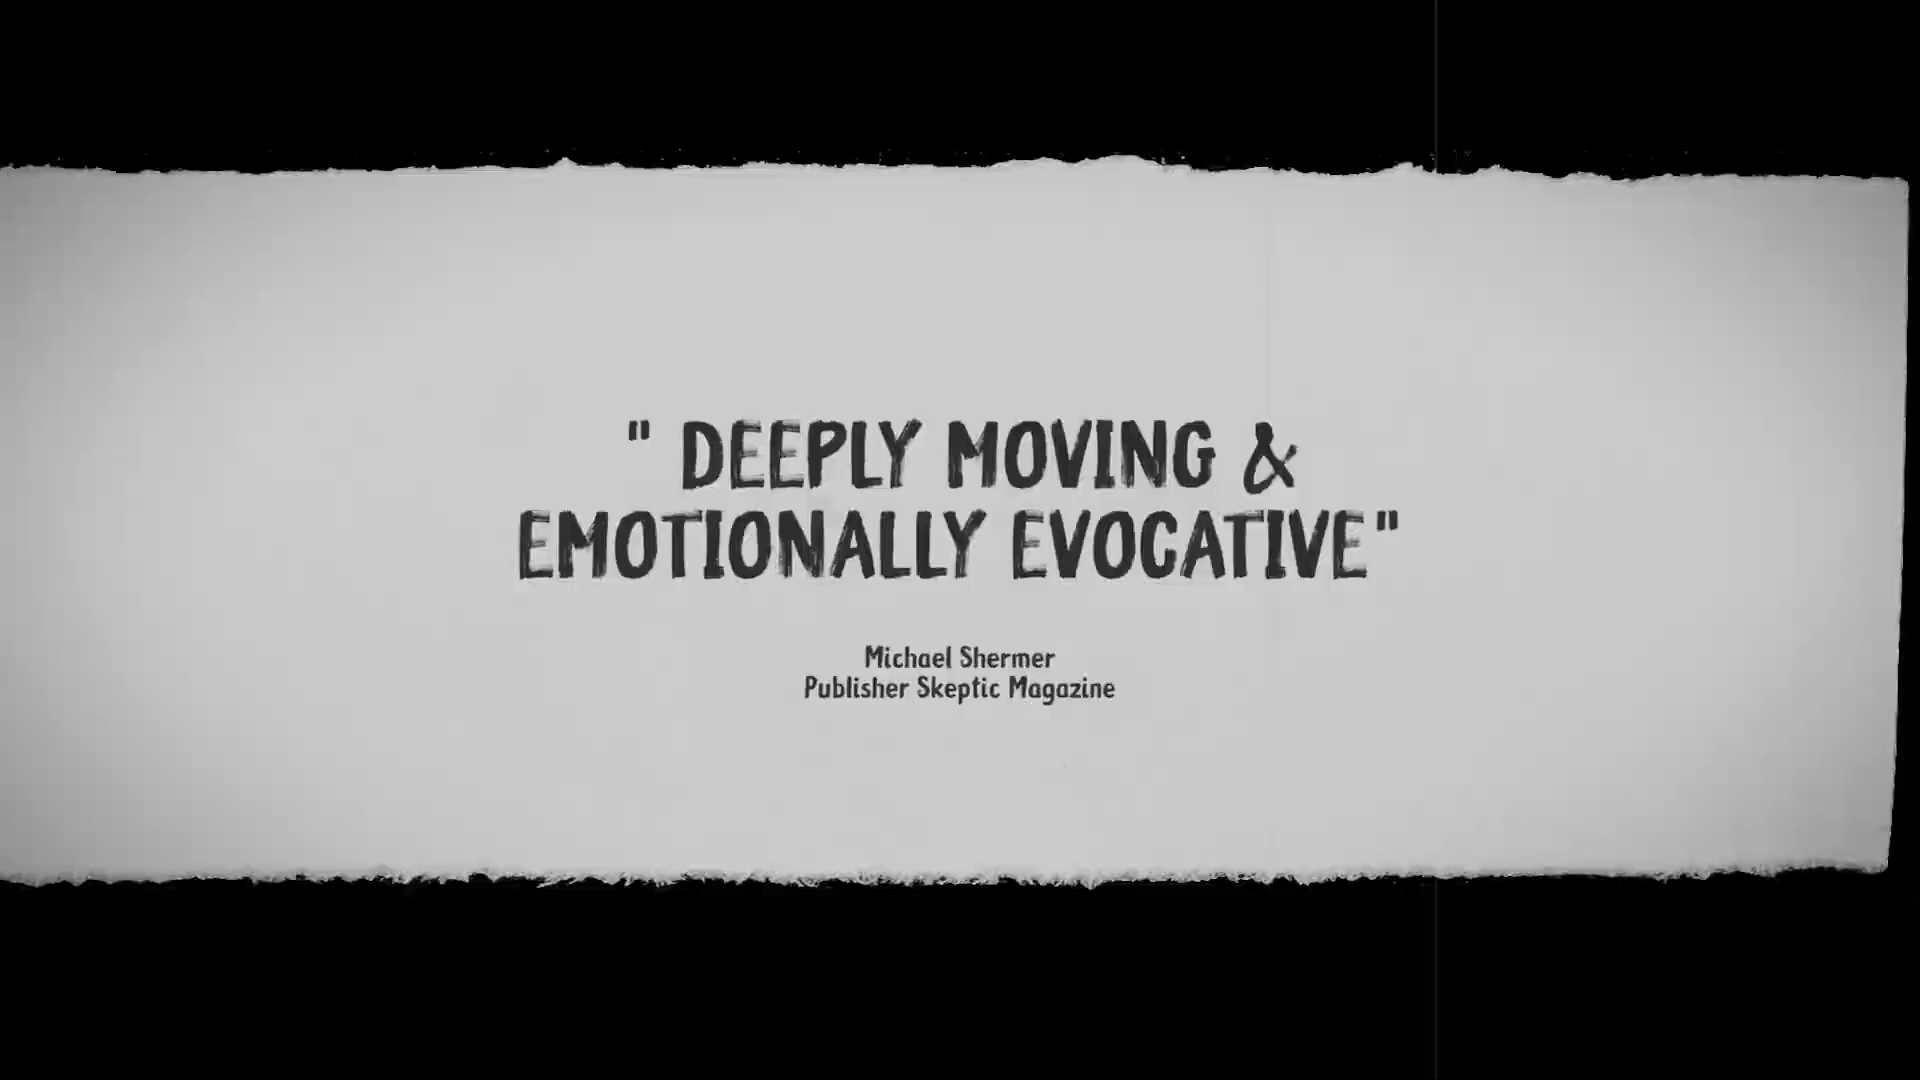 " DEEPLY MOVING &
EMOTIONALLY EVOCATIVE"
Michael Shermer
Publisher Skeptic Magazine